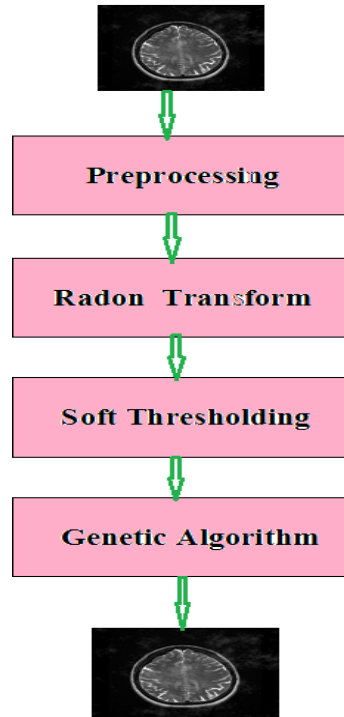 Preprocessing
Radon Transform
Soft Thresholding
Genetic Algorithm